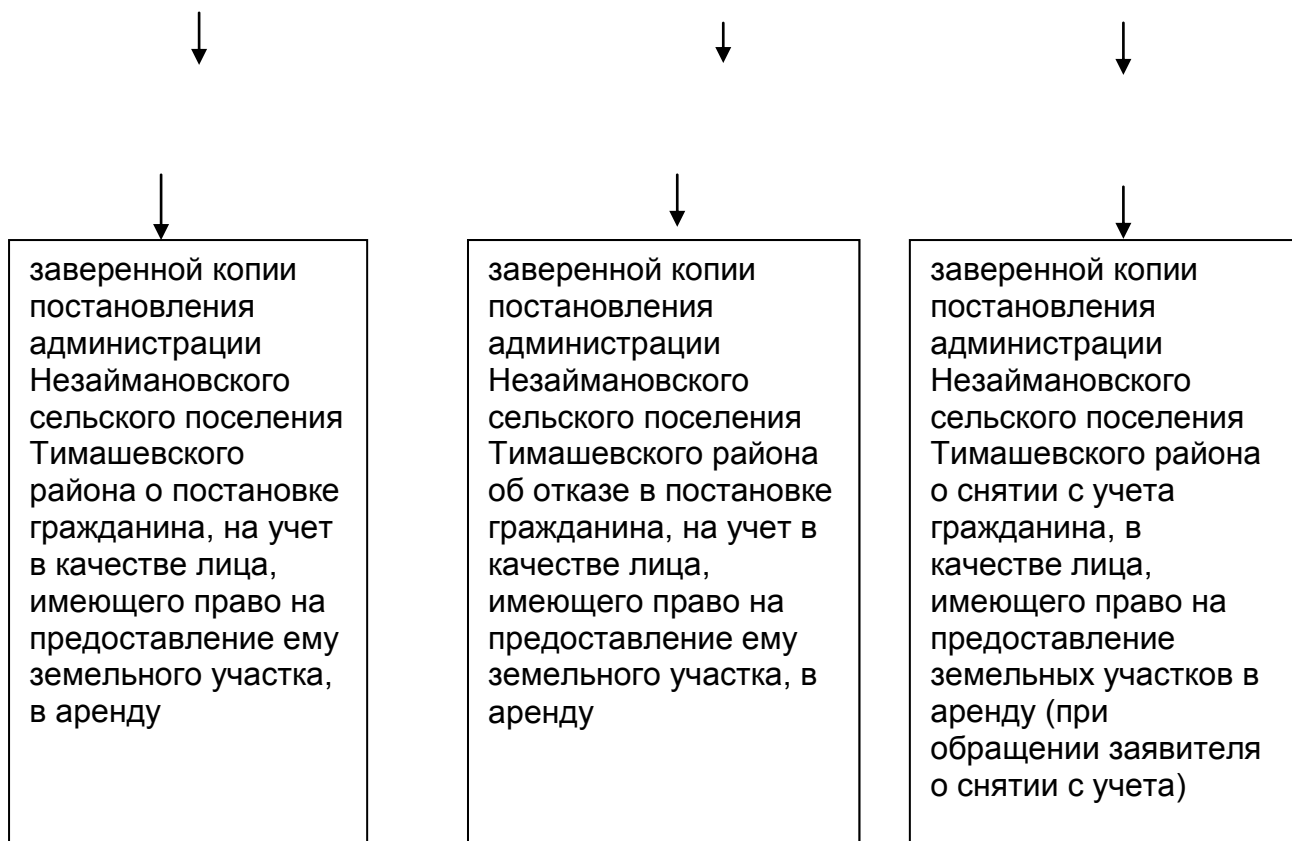 заверенной копии
постановления
администрации
Незаймановского
сельского поселения
Тимашевского
района о постановке
гражданина, на учет
в качестве лица,
имеющего право на
предоставление ему
земельного участка,
в аренду
заверенной копии
постановления
администрации
Незаймановского
сельского поселения
Тимашевского района
об отказе в постановке
гражданина, на учет в
качестве лица,
имеющего право на
предоставление ему
земельного участка, в
аренду
заверенной копии
постановления
администрации
Незаймановского
сельского поселения
Тимашевского района
о снятии с учета
гражданина, в
качестве лица,
имеющего право на
предоставление
земельных участков в
аренду (при
обращении заявителя
о снятии с учета)